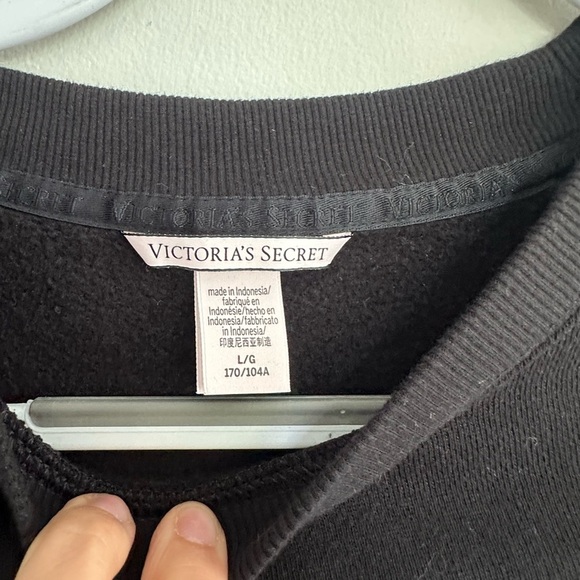 VICTORIA'S SECRET VICTORIA'S
VICTORIA'S SECRET
made in Indonesia/
fabriqué en
Indonésie/hecho en
Indonesia/fabbricato
in Indonesia/
印度尼西亚制造
L/G
170/104A